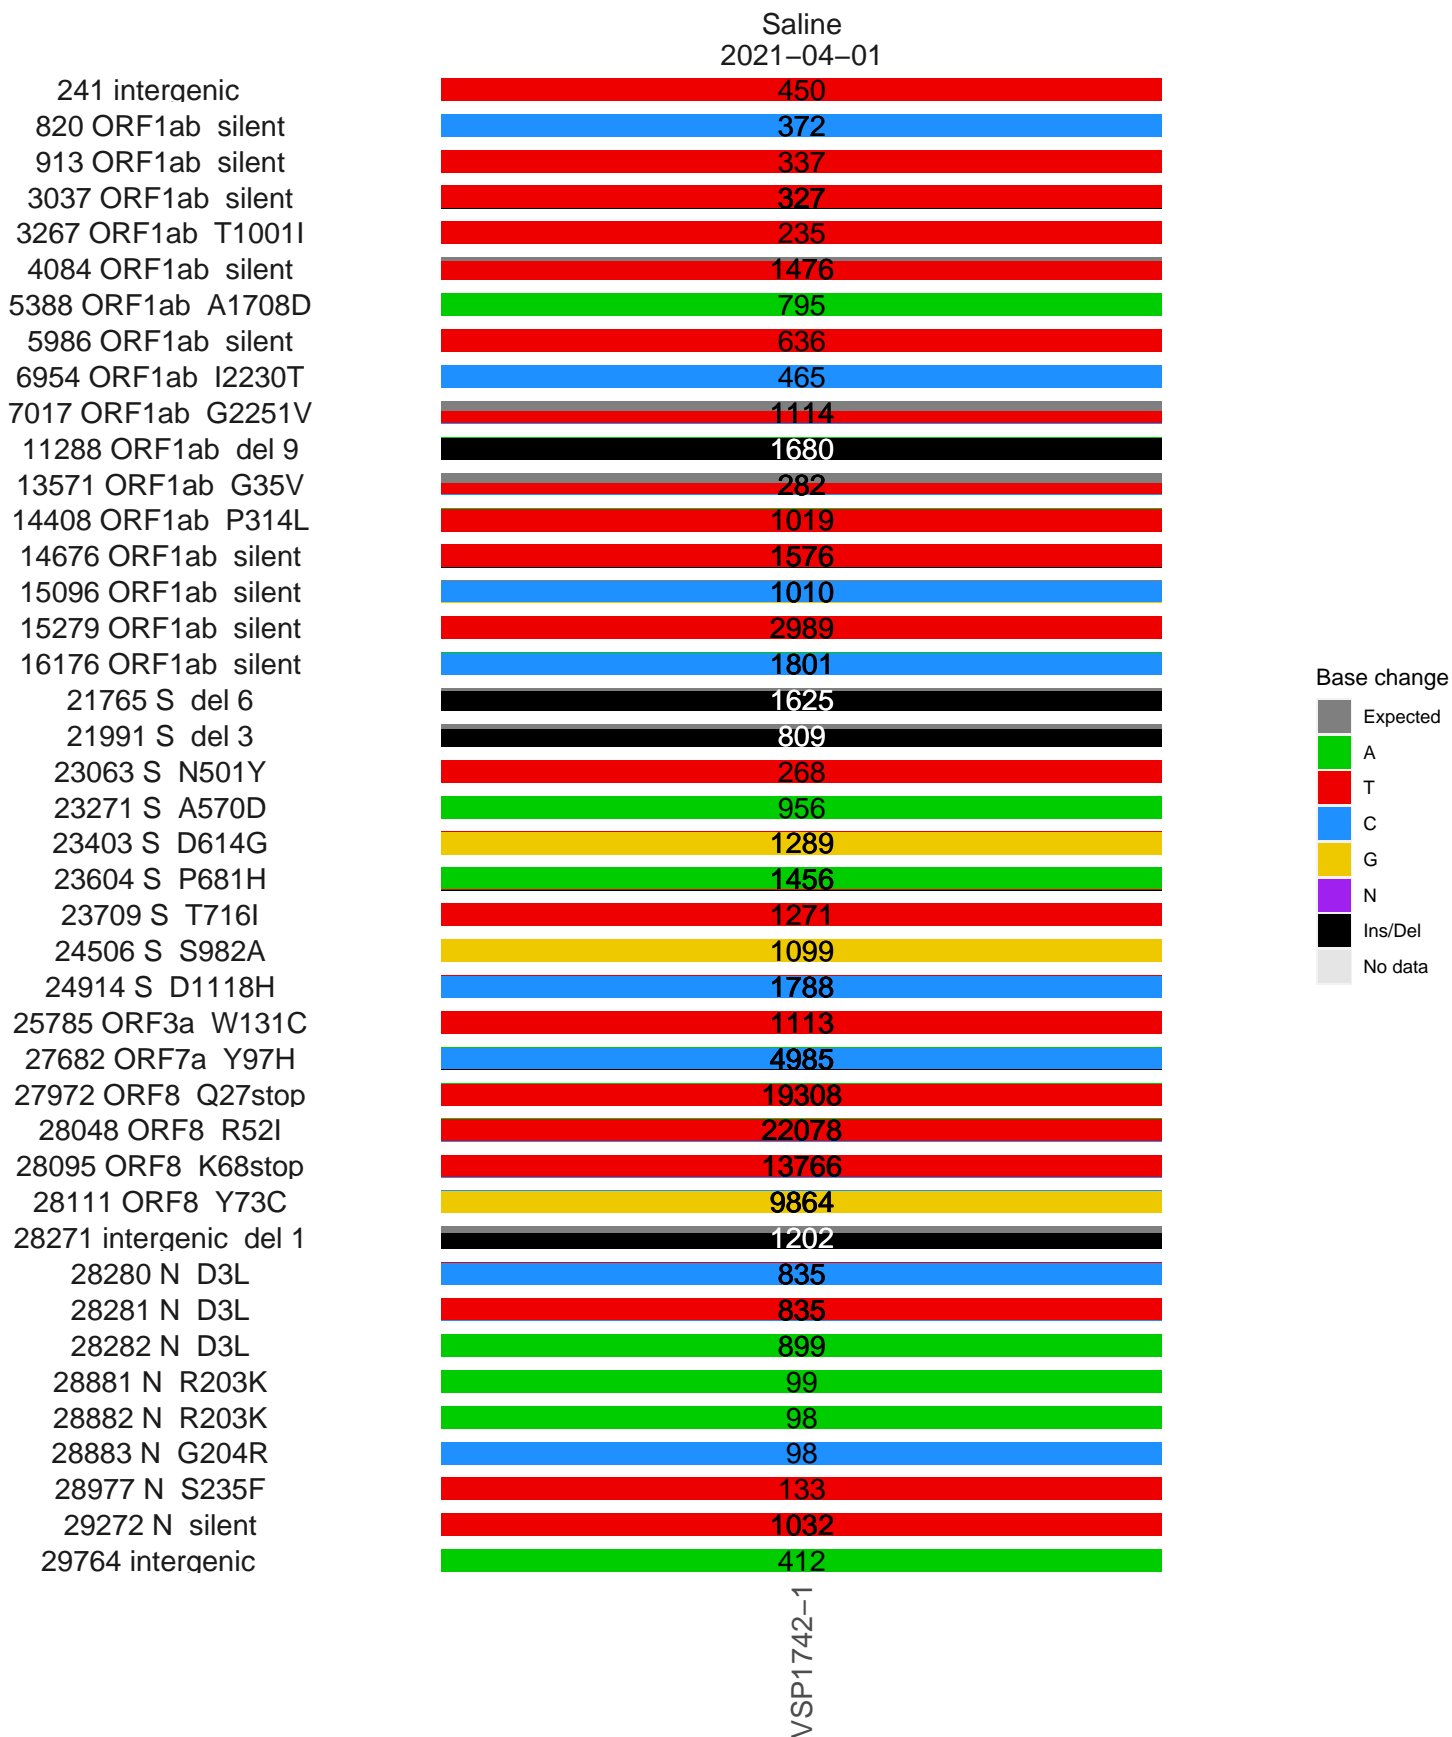 Saline
2021−04−01
241 intergenic 450
820 ORF1ab silent 372
913 ORF1ab silent 337
3037 ORF1ab silent 327
3267 ORF1ab T1001I 235
4084 ORF1ab silent 1476
5388 ORF1ab A1708D 795
5986 ORF1ab silent 636
6954 ORF1ab I2230T 465
7017 ORF1ab G2251V 1114
11288 ORF1ab del 9 1680
13571 ORF1ab G35V 282
14408 ORF1ab P314L 1019
14676 ORF1ab silent 1576
15096 ORF1ab silent 1010
15279 ORF1ab silent 2989
16176 ORF1ab silent 1801
21765 S del 6 1625
21991 S del 3 809
23063 S N501Y 268
23271 S A570D 956
23403 S D614G 1289
23604 S P681H 1456
23709 S T716I 1271
24506 S S982A 1099
24914 S D1118H 1788
25785 ORF3a W131C 1113
27682 ORF7a Y97H 4985
27972 ORF8 Q27stop 19308
28048 ORF8 R52I 22078
28095 ORF8 K68stop 13766
28111 ORF8 Y73C 9864
28271 intergenic del 1 1202
28280 N D3L 835
28281 N D3L 835
28282 N D3L 899
28881 N R203K 99
28882 N R203K 98
28883 N G204R 98
28977 N S235F 133
29272 N silent 1032
29764 intergenic 412
VSP1742−1
Base change
Expected
A
T
C
G
N
Ins/Del
No data